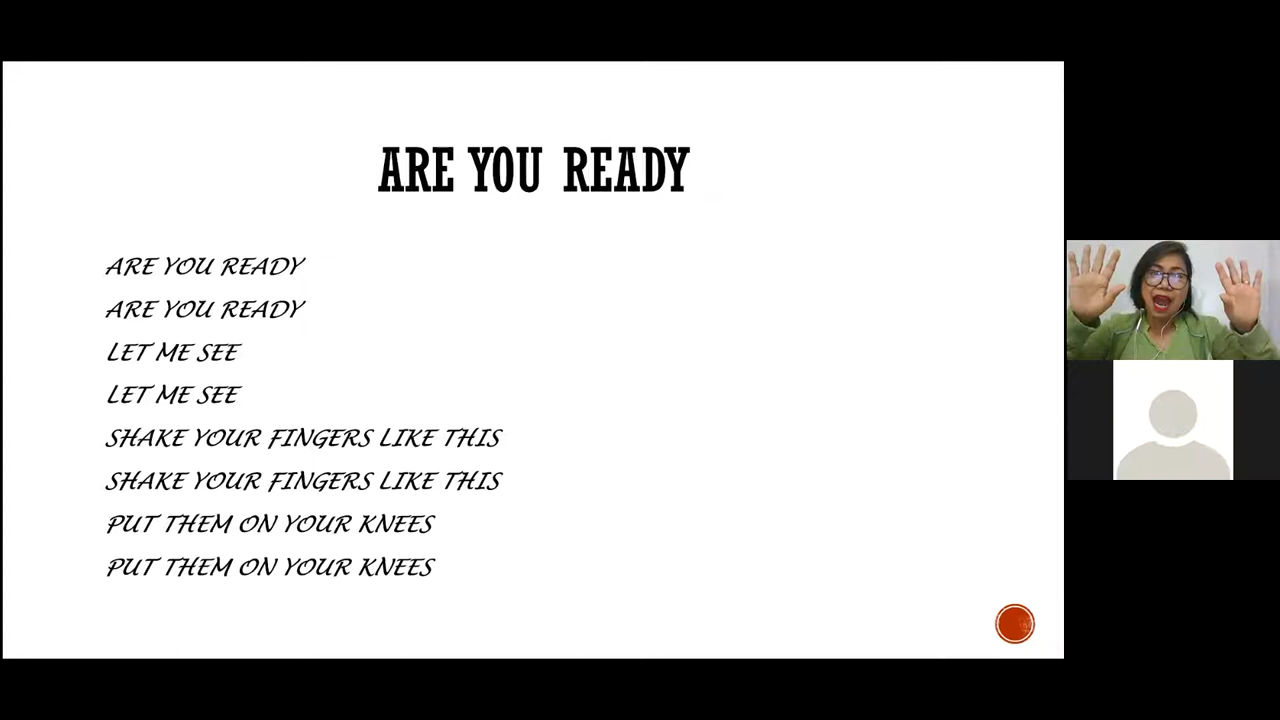 ARE YOU READY
ARE YOU READY
ARE YOU READY
LET ME SEE
LET ME SEE
SHAKE YOUR FINGERS LIKE THIS
SHAKE YOUR FINGERS LIKE THIS
PUT THEM ON YOUR KNEES
PUT THEM ON YOUR KNEES